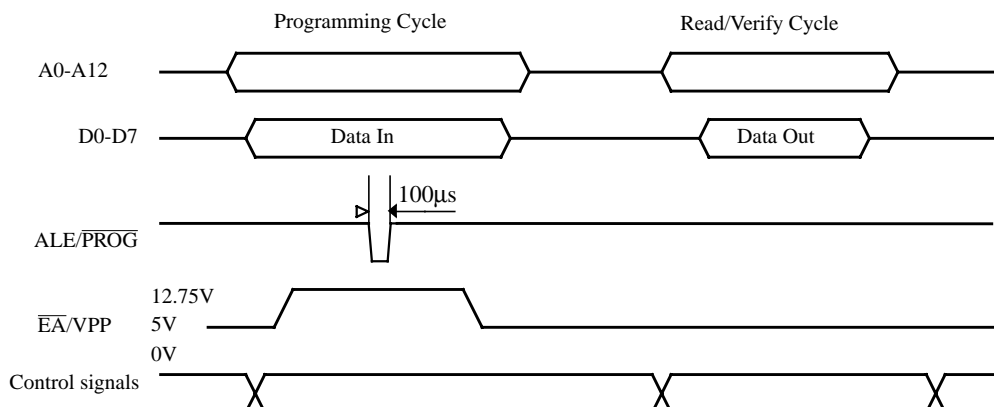 Programming Cycle
Read/Verify Cycle
A0-A12
D0-D7
Data In
Data Out
100μs
ALE/PROG
12.75V
EA/VPP
5V
0V
Control signals